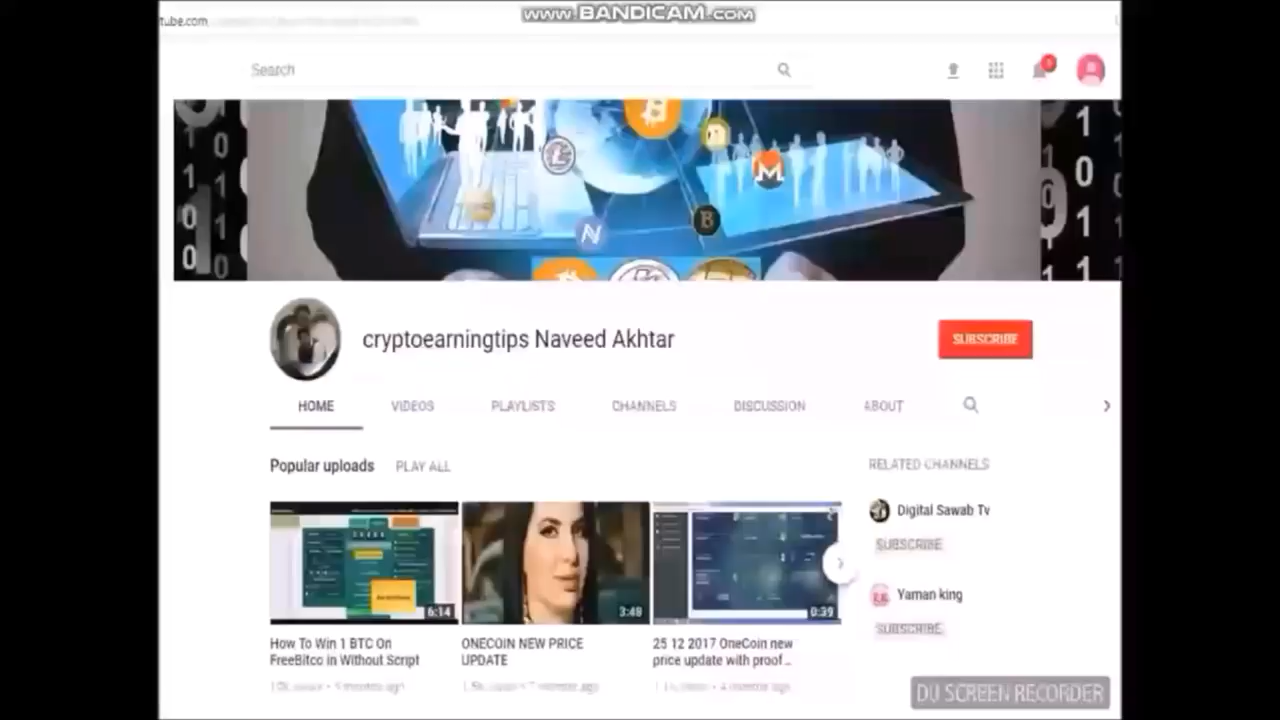 www.BANDICAM.com
tube.com
Search
cryptoearningtips Naveed Akhtar
SUBSCRIBE
HOME VIDEOS PLAYLISTS CHANNELS DISCUSSION ABOUT
Popular uploads PLAY ALL
RELATED CHANNELS
Digital Sawab Tv
SUBSCRIBE
Yaman king
SUBSCRIBE
6:14
3:48
0:39
How To Win 1 BTC On
FreeBitco in Without Script
ONECOIN NEW PRICE
UPDATE
25 12 2017 OneCoin new
price update with proof...
DU SCREEN RECORDER